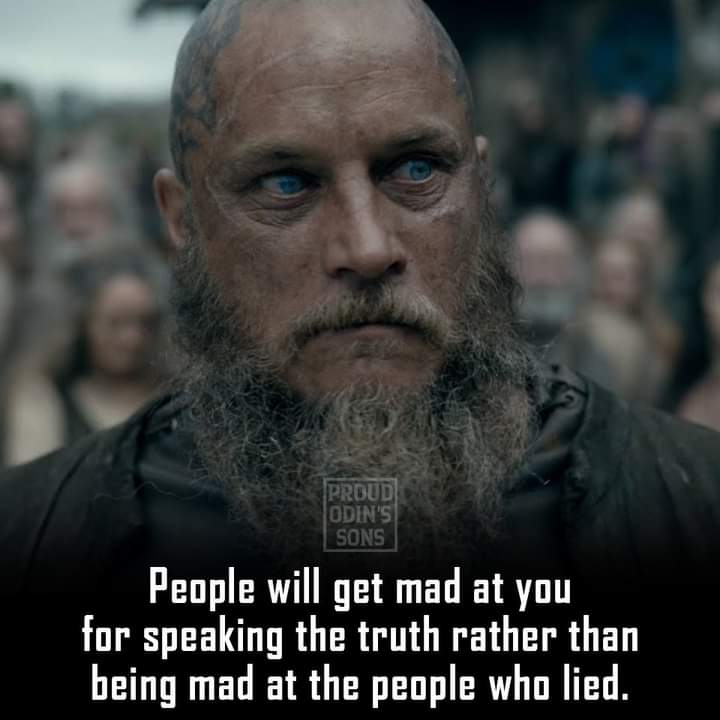 PROUD
ODIN'S
SONS
People will get mad at you
for speaking the truth rather than
being mad at the people who lied.